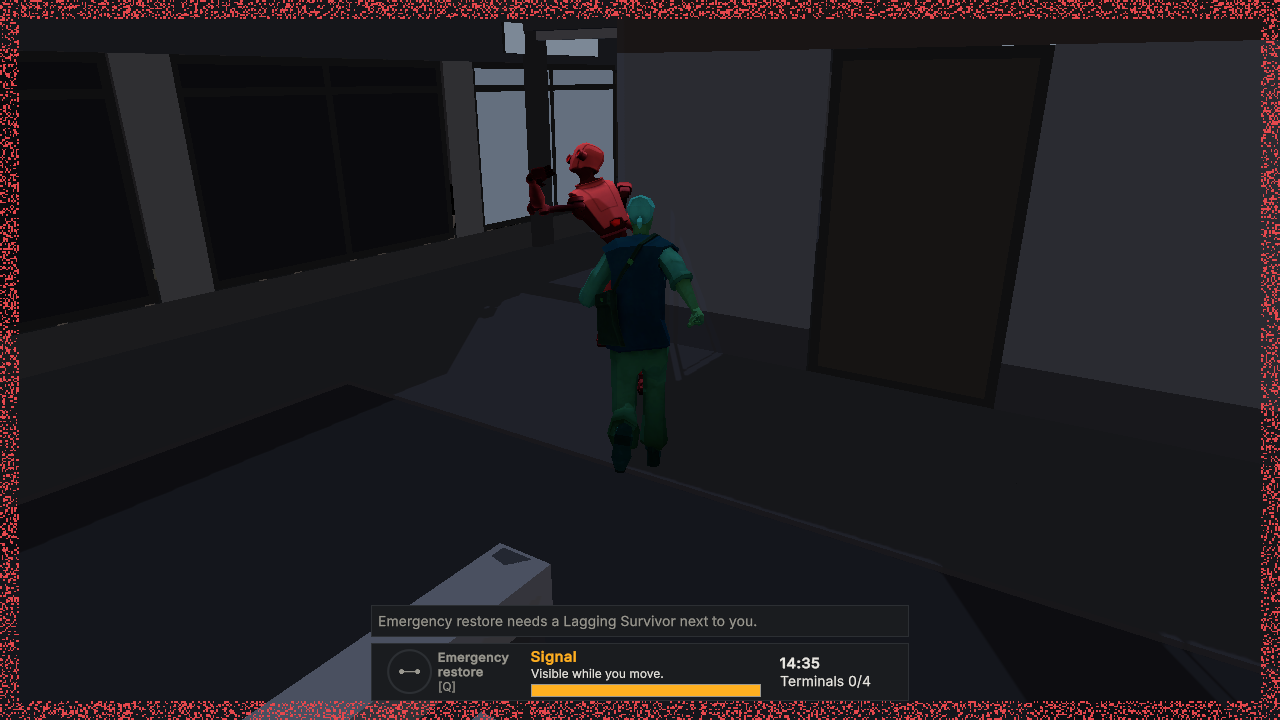 Emergency restore needs a Lagging Survivor next to you.
Emergency
restore
[Q]
Signal
Visible while you move.
14:35
Terminals 0/4